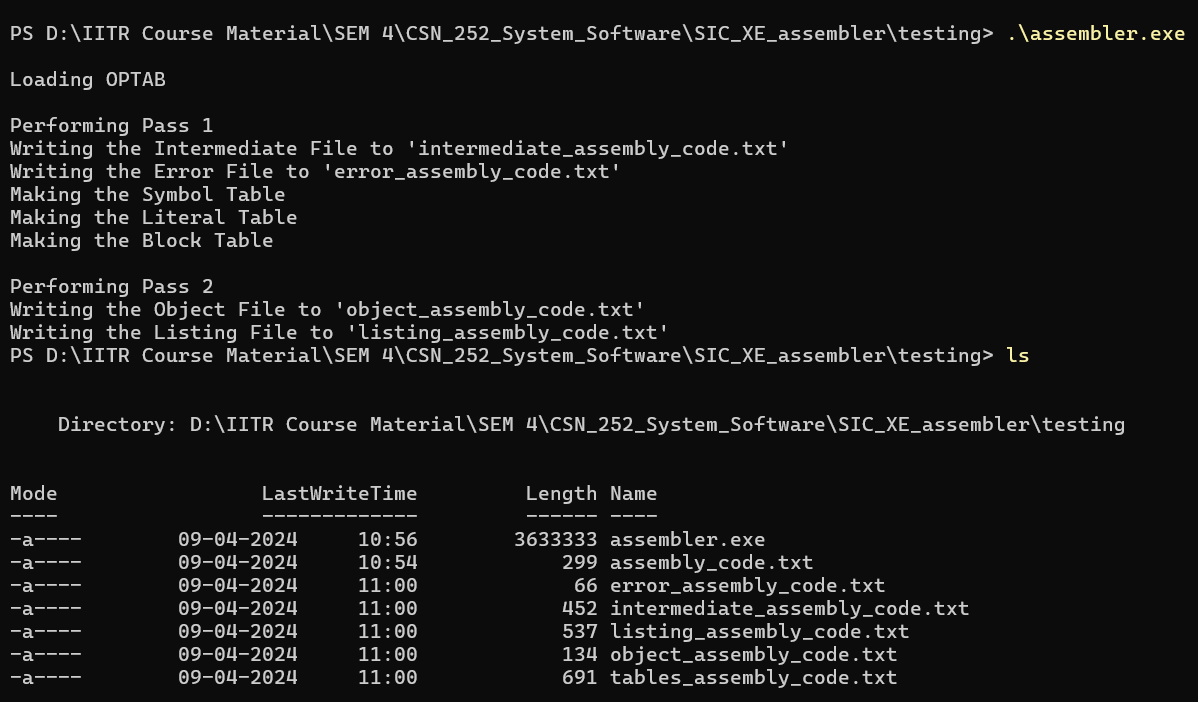 PS D:\IITR Course Material\SEM 4\CSN_252_System_Software\SIC_XE_assembler\testing> .\assembler.exe
Loading OPTAB
Performing Pass 1
Writing the Intermediate File to 'intermediate_assembly_code.txt'
Writing the Error File to 'error_assembly_code.txt'
Making the Symbol Table
Making the Literal Table
Making the Block Table
Performing Pass 2
Writing the Object File to 'object_assembly_code.txt'
Writing the Listing File to 'listing_assembly_code.txt'
PS D:\IITR Course Material\SEM 4\CSN_252_System_Software\SIC_XE_assembler\testing> ls
    Directory: D:\IITR Course Material\SEM 4\CSN_252_System_Software\SIC_XE_assembler\testing
Mode                 LastWriteTime         Length Name
----                 -------------         ------ ----
-a----        09-04-2024     10:56        3633333 assembler.exe
-a----        09-04-2024     10:54            299 assembly_code.txt
-a----        09-04-2024     11:00             66 error_assembly_code.txt
-a----        09-04-2024     11:00            452 intermediate_assembly_code.txt
-a----        09-04-2024     11:00            537 listing_assembly_code.txt
-a----        09-04-2024     11:00            134 object_assembly_code.txt
-a----        09-04-2024     11:00            691 tables_assembly_code.txt